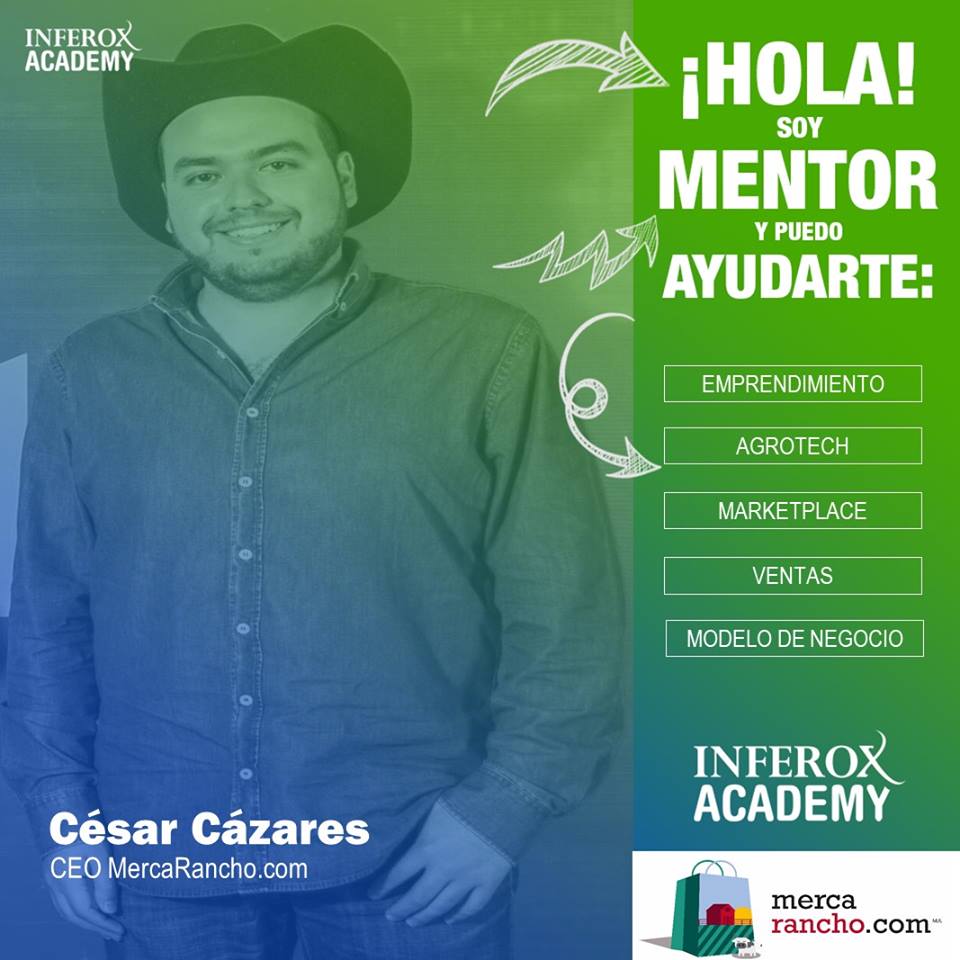 INFEROX
ACADEMY
¡HOLA!
SOY
MENTOR
Y PUEDO
AYUDARTE:
EMPRENDIMIENTO
AGROTECH
MARKETPLACE
VENTAS
MODELO DE NEGOCIO
INFEROX
ACADEMY
César Cázares
CEO MercaRancho.com
merca
rancho.com